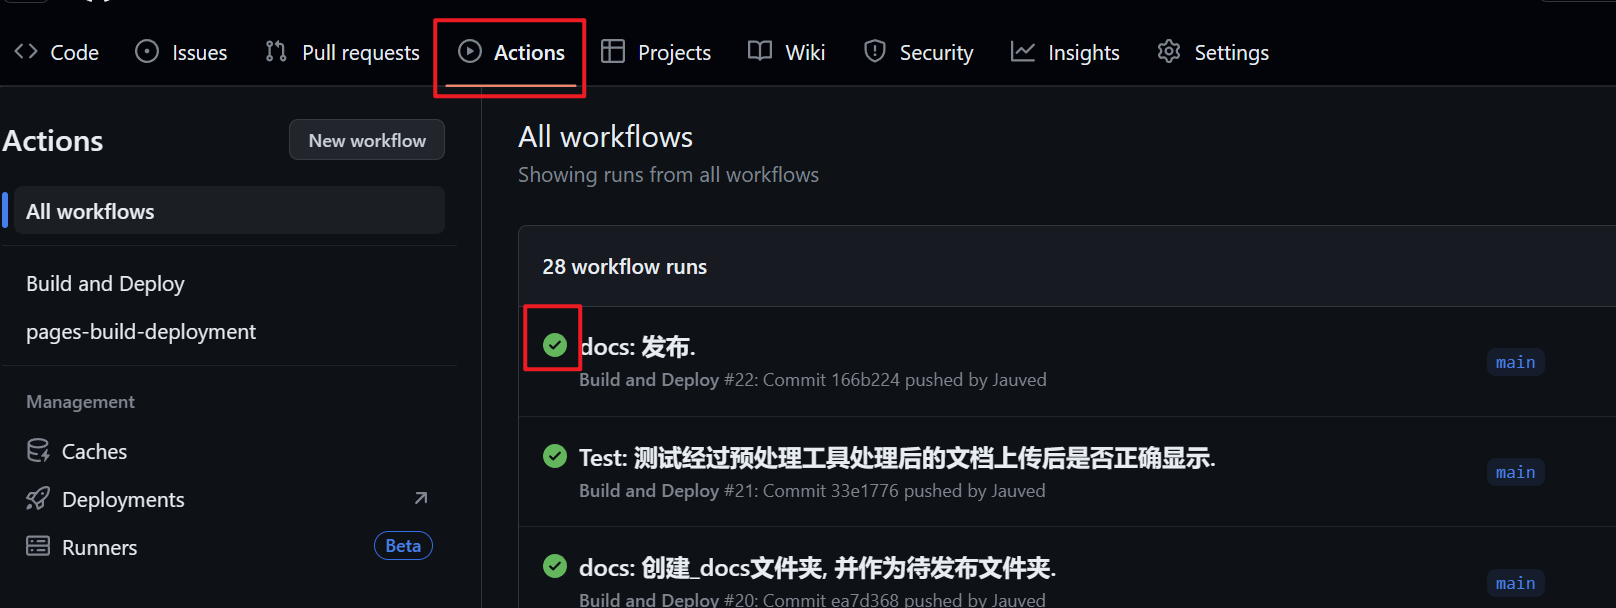 Code Issues Pull requests Actions Projects Wiki Security Insights Settings
Actions New workflow
All workflows
Build and Deploy
pages-build-deployment
Management
Caches
Deployments
Runners Beta
All workflows
Showing runs from all workflows
28 workflow runs
docs: 发布.
main
Build and Deploy #22: Commit 166b224 pushed by Jauved
Test: 测试经过预处理工具处理后的文档上传后是否正确显示.
main
Build and Deploy #21: Commit 33e1776 pushed by Jauved
docs: 创建_docs文件夹, 并作为待发布文件夹.
main
Build and Deploy #20: Commit ea7d368 pushed by Jauved